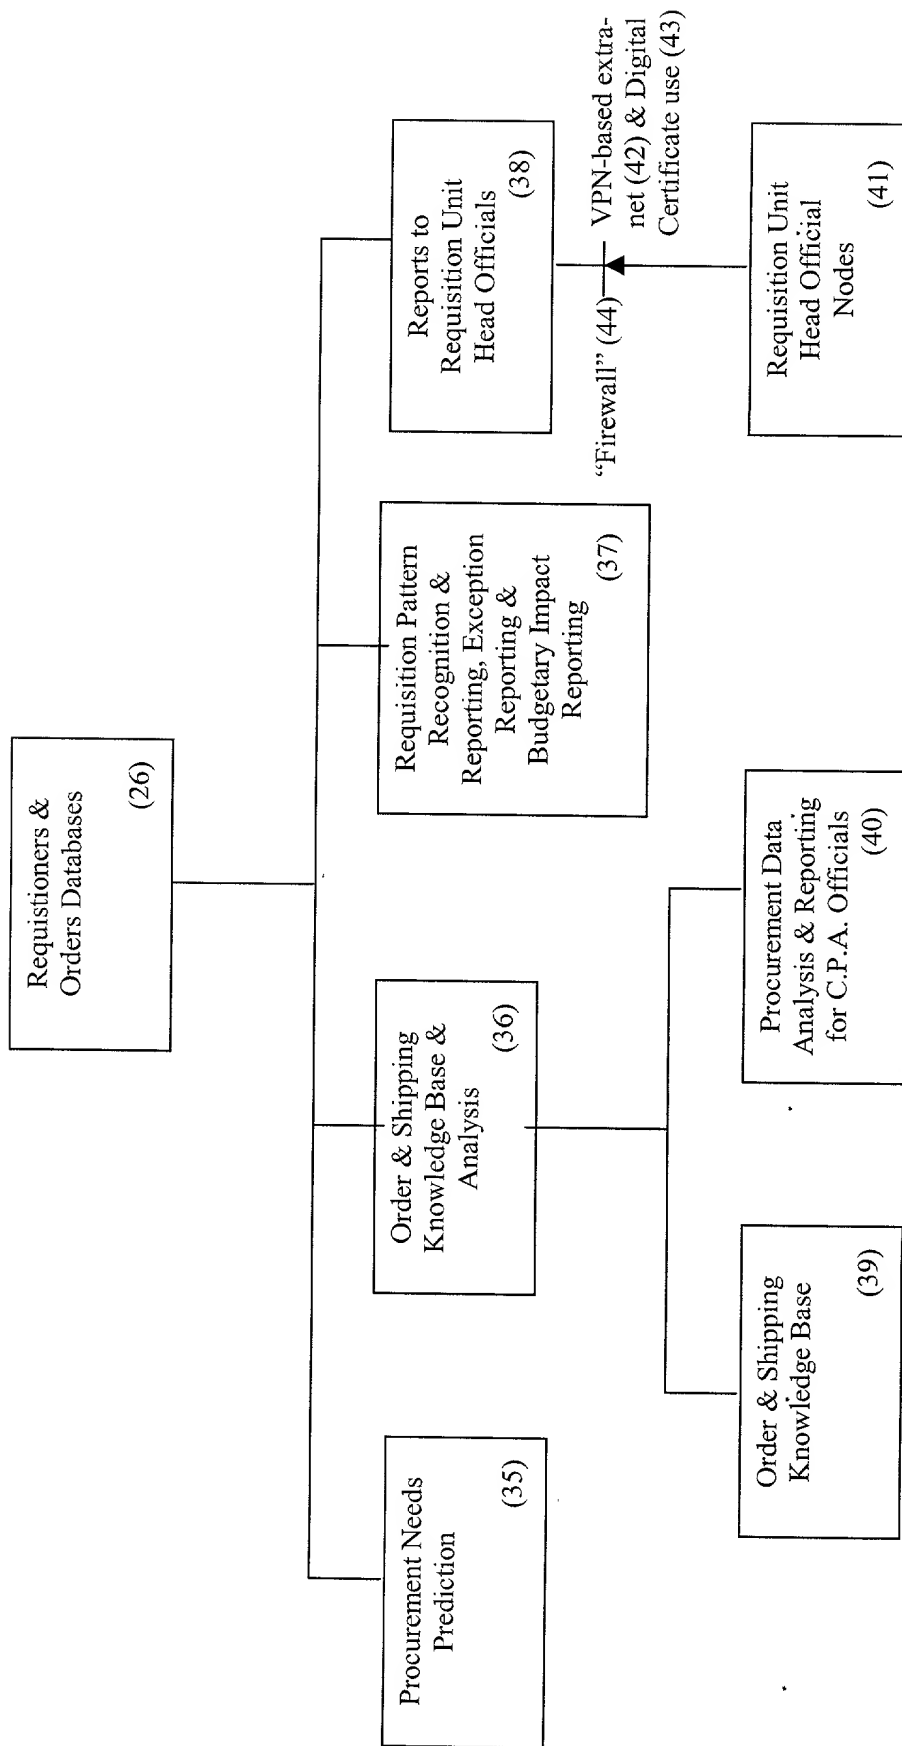 Requistioners &
Orders Databases
(26)
Procurement Needs
Prediction
(35)
Order & Shipping
Knowledge Base &
Analysis
(36)
Requisition Pattern
Recognition &
Reporting, Exception
Reporting &
Budgetary Impact
Reporting
(37)
Reports to
Requisition Unit
Head Officials
(38)
“Firewall” (44)
VPN-based extra-
net (42) & Digital
Certificate use (43)
Order & Shipping
Knowledge Base
(39)
Procurement Data
Analysis & Reporting
for C.P.A. Officials
(40)
Requisition Unit
Head Official
Nodes
(41)